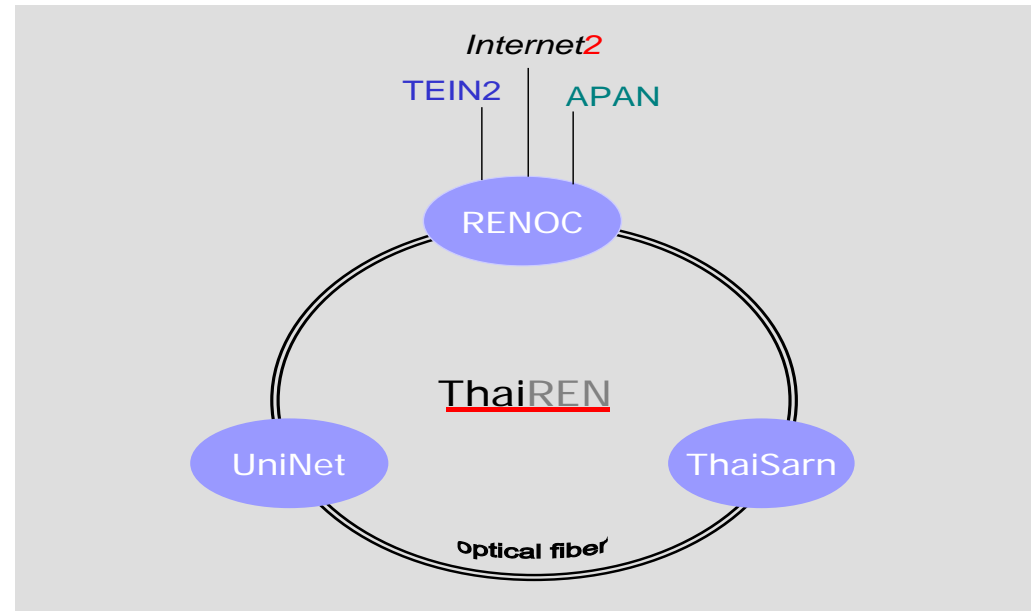 Internet2
TEIN2
APAN
RENOC
ThaiREN
UniNet
ThaiSarn
optical fiber